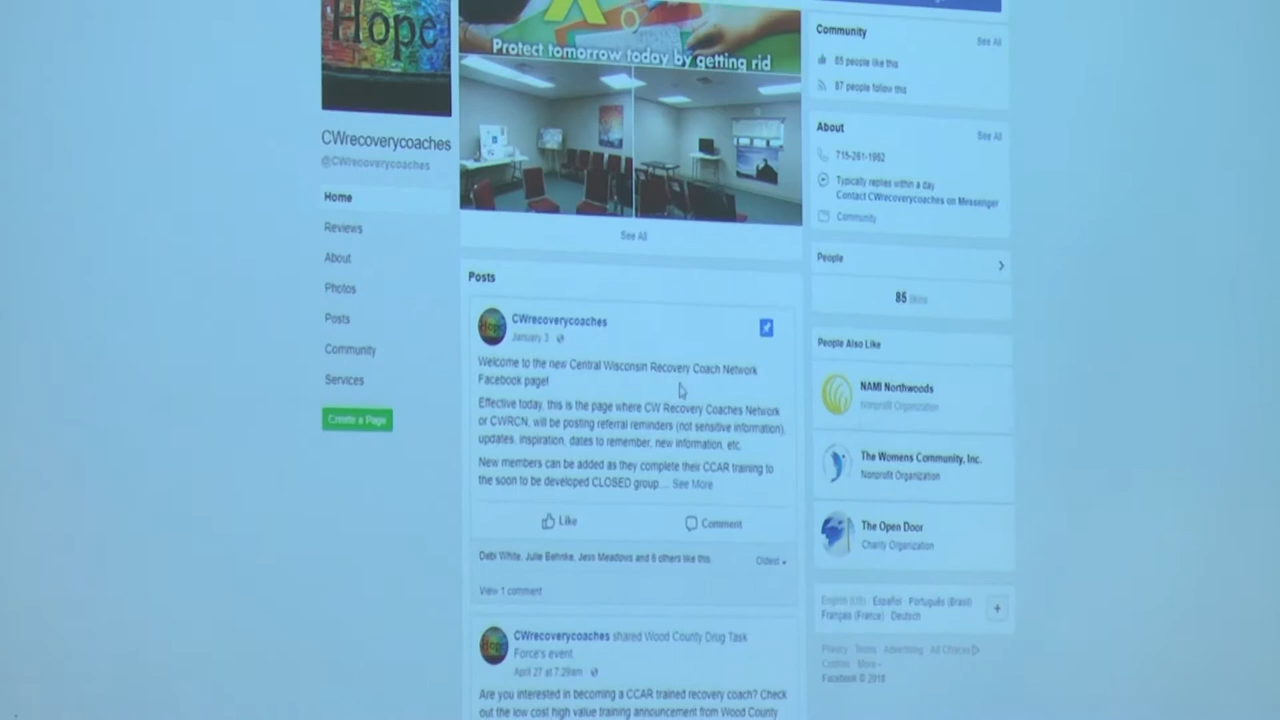 Hope
CWrecoverycoaches
@CWrecoverycoaches
Home
Reviews
About
Photos
Posts
Community
Services
Create a Page
Protect tomorrow today by getting rid
See All
Posts
CWrecoverycoaches
January 3
Welcome to the new Central Wisconsin Recovery Coach Network
Facebook page!
Effective today, this is the page where CW Recovery Coaches Network
or CWRCN, will be posting referral reminders (not sensitive information),
updates, inspiration, dates to remember, new information, etc.
New members can be added as they complete their CCAR training to
the soon to be developed CLOSED group.... See More
Like Comment
Debi White, Julie Behnke, Jess Meadows and 6 others like this. Oldest
View 1 comment
CWrecoverycoaches shared Wood County Drug Task
Force's event.
April 27 at 7:29am
Are you interested in becoming a CCAR trained recovery coach? Check
out the low cost high value training announcement from Wood County
Community See All
85 people like this
87 people follow this
About See All
715-261-1962
Typically replies within a day
Contact CWrecoverycoaches on Messenger
Community
People
85 likes
People Also Like
NAMI Northwoods
Nonprofit Organization
The Womens Community, Inc.
Nonprofit Organization
The Open Door
Charity Organization
English (US) · Español · Português (Brasil)
Français (France) · Deutsch
Privacy · Terms · Advertising · Ad Choices
Cookies · More
Facebook © 2018